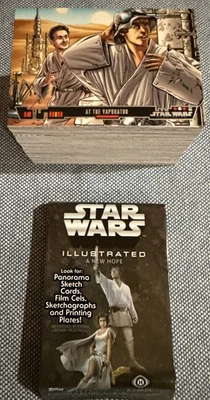 AT THE VAPORATOR
STAR WARS
STAR
WARS
ILLUSTRATED
A NEW HOPE
Look for:
Panorama
Sketch
Cards,
Film Cels,
Sketchographs
and Printing
Plates!